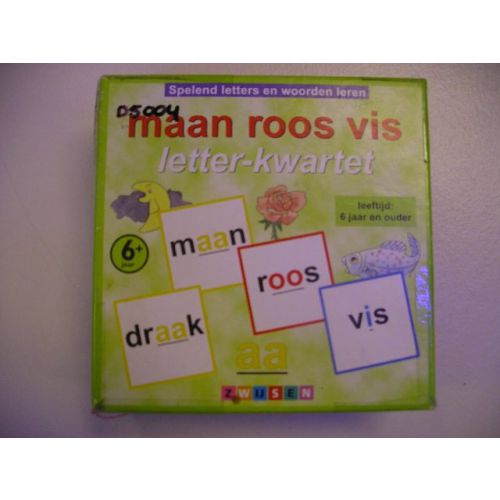 Spelend letters en woorden leren
D5004
maan roos vis
letter-kwartet
leeftijd:
6 jaar en ouder
6+
jaar
maan
roos
draak
vis
aa
ZWIJSEN